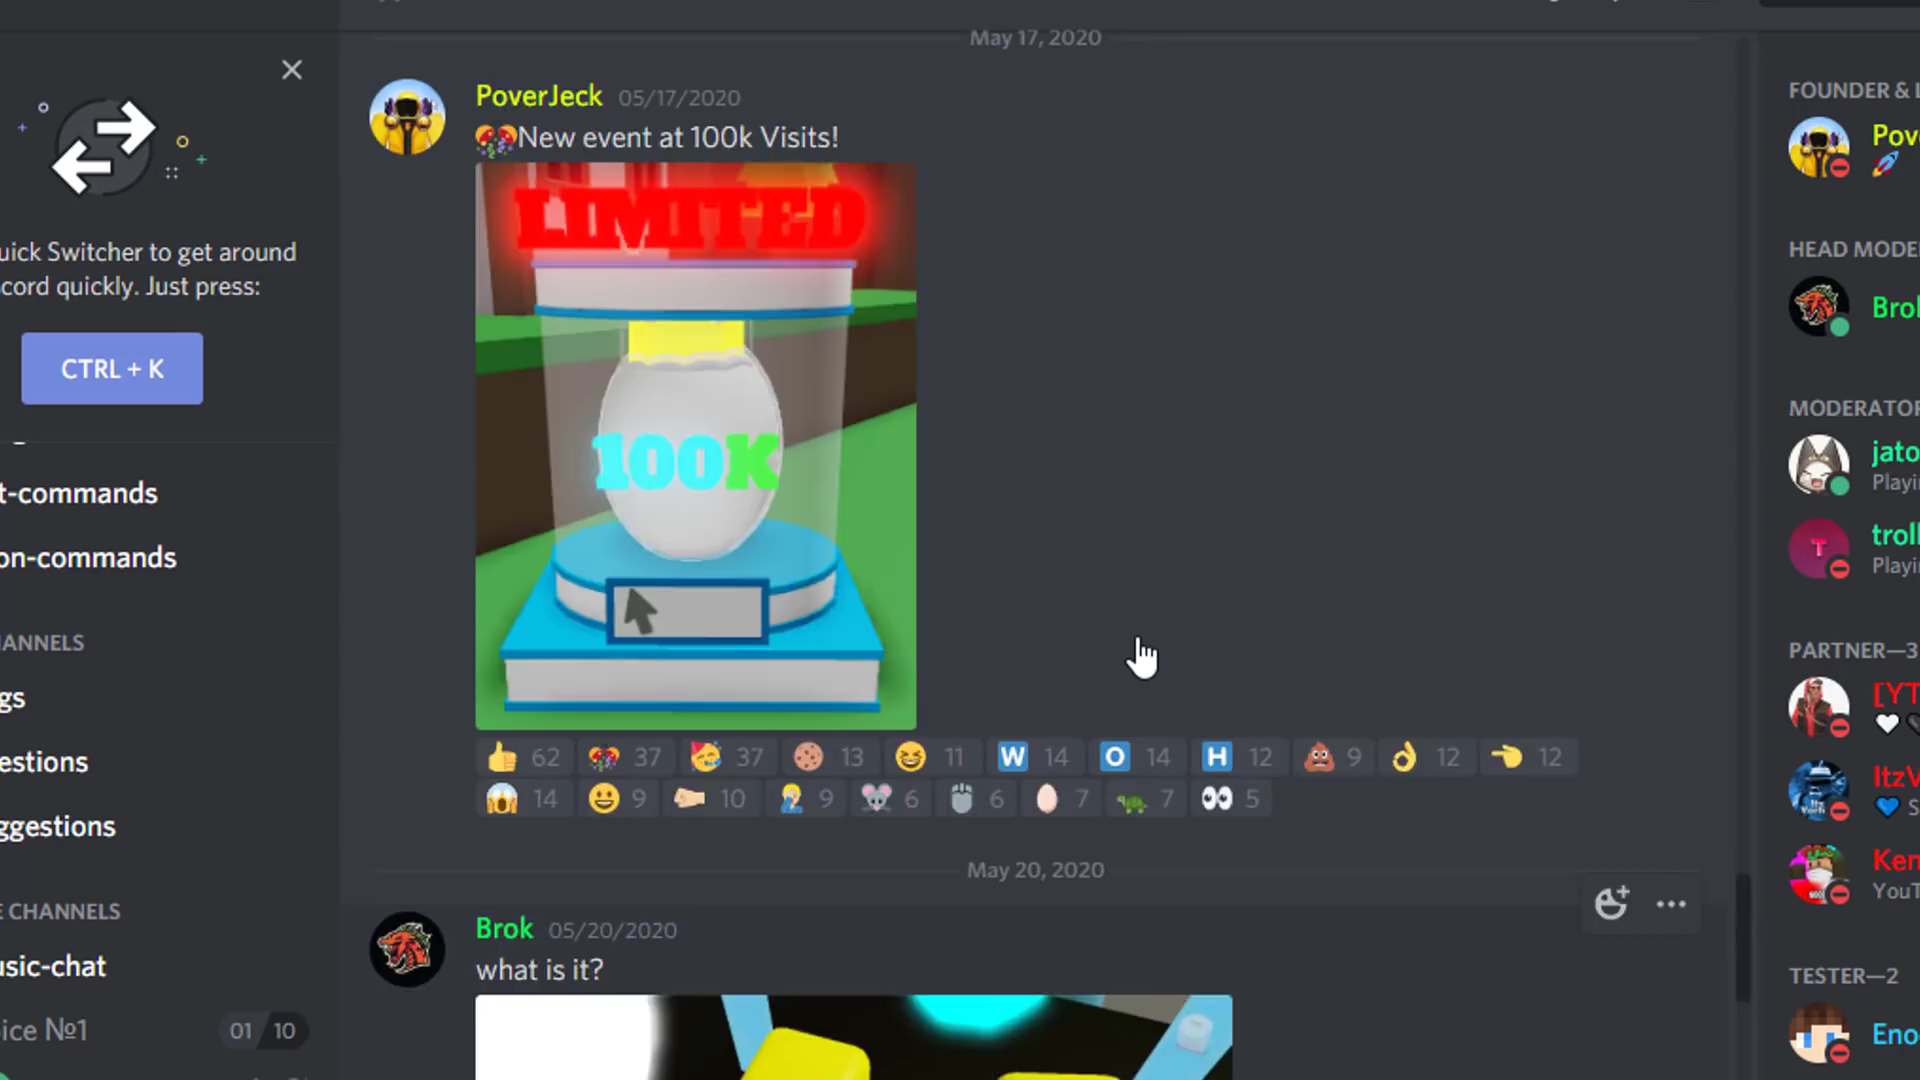 May 17, 2020
PoverJeck 05/17/2020
New event at 100k Visits!
LIMITED
100K
62 37 37 13 11 W 14 O 14 H 12 9 12 12
14 9 10 9 6 6 7 7 5
May 20, 2020
Brok 05/20/2020
what is it?
uick Switcher to get around
cord quickly. Just press:
CTRL + K
t-commands
on-commands
ANNELS
gs
estions
ggestions
E CHANNELS
usic-chat
ice №1 01 10
FOUNDER & L
Pov
HEAD MODE
Brok
MODERATOR
jato
Playi
T
troll
Playi
PARTNER—3
[YT
ItzV
S
Ken
YouT
TESTER—2
Eno